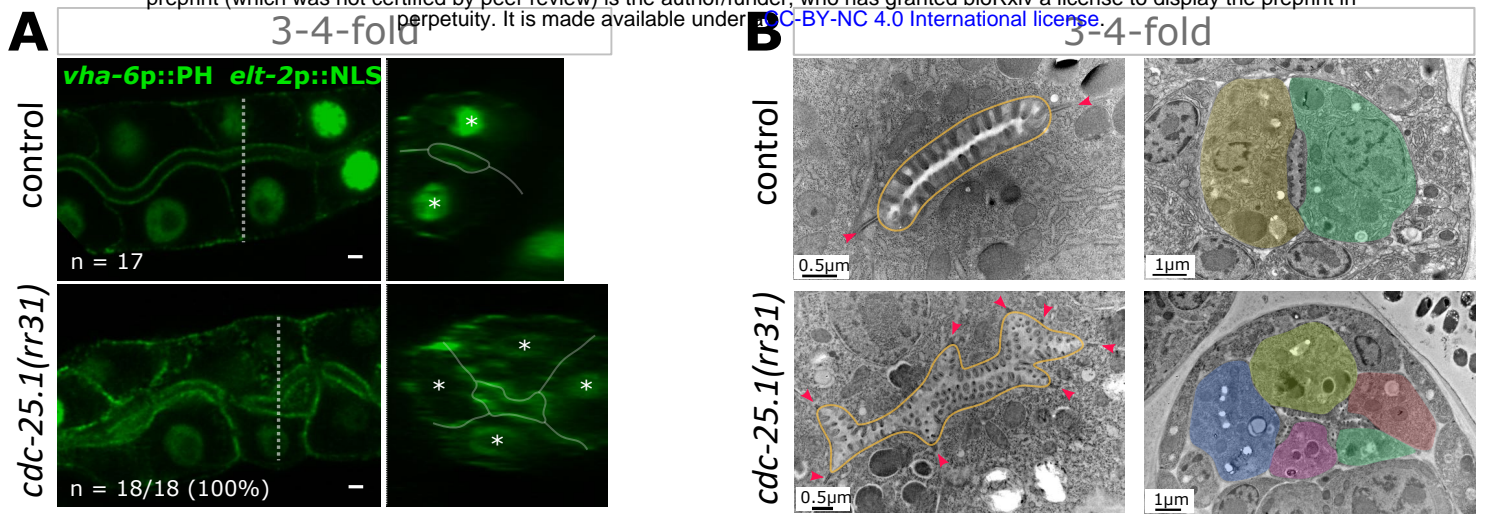 preprint (which was not certified by peer review) is the author/funder, who has granted bioRxiv a license to display the preprint in
perpetuity. It is made available under a CC-BY-NC 4.0 International license.
A
3-4-fold
B
3-4-fold
control
vha-6p::PH elt-2p::NLS
*
*
n = 17
control
0.5µm
1µm
cdc-25.1(rr31)
*
*
*
*
n = 18/18 (100%)
cdc-25.1(rr31)
0.5µm
1µm